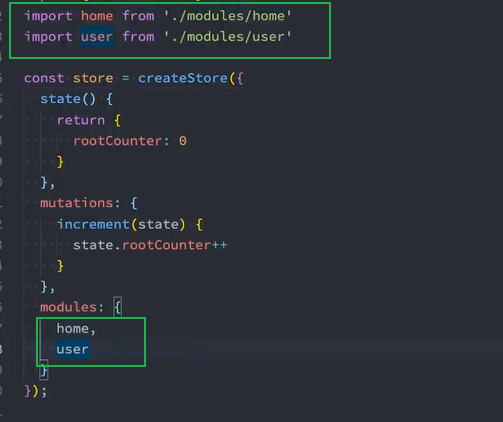 import home from './modules/home'
import user from './modules/user'
const store = createStore({
state() {
return {
rootCounter: 0
}
},
mutations: {
increment(state) {
state.rootCounter++
}
},
modules: {
home,
user
}
});